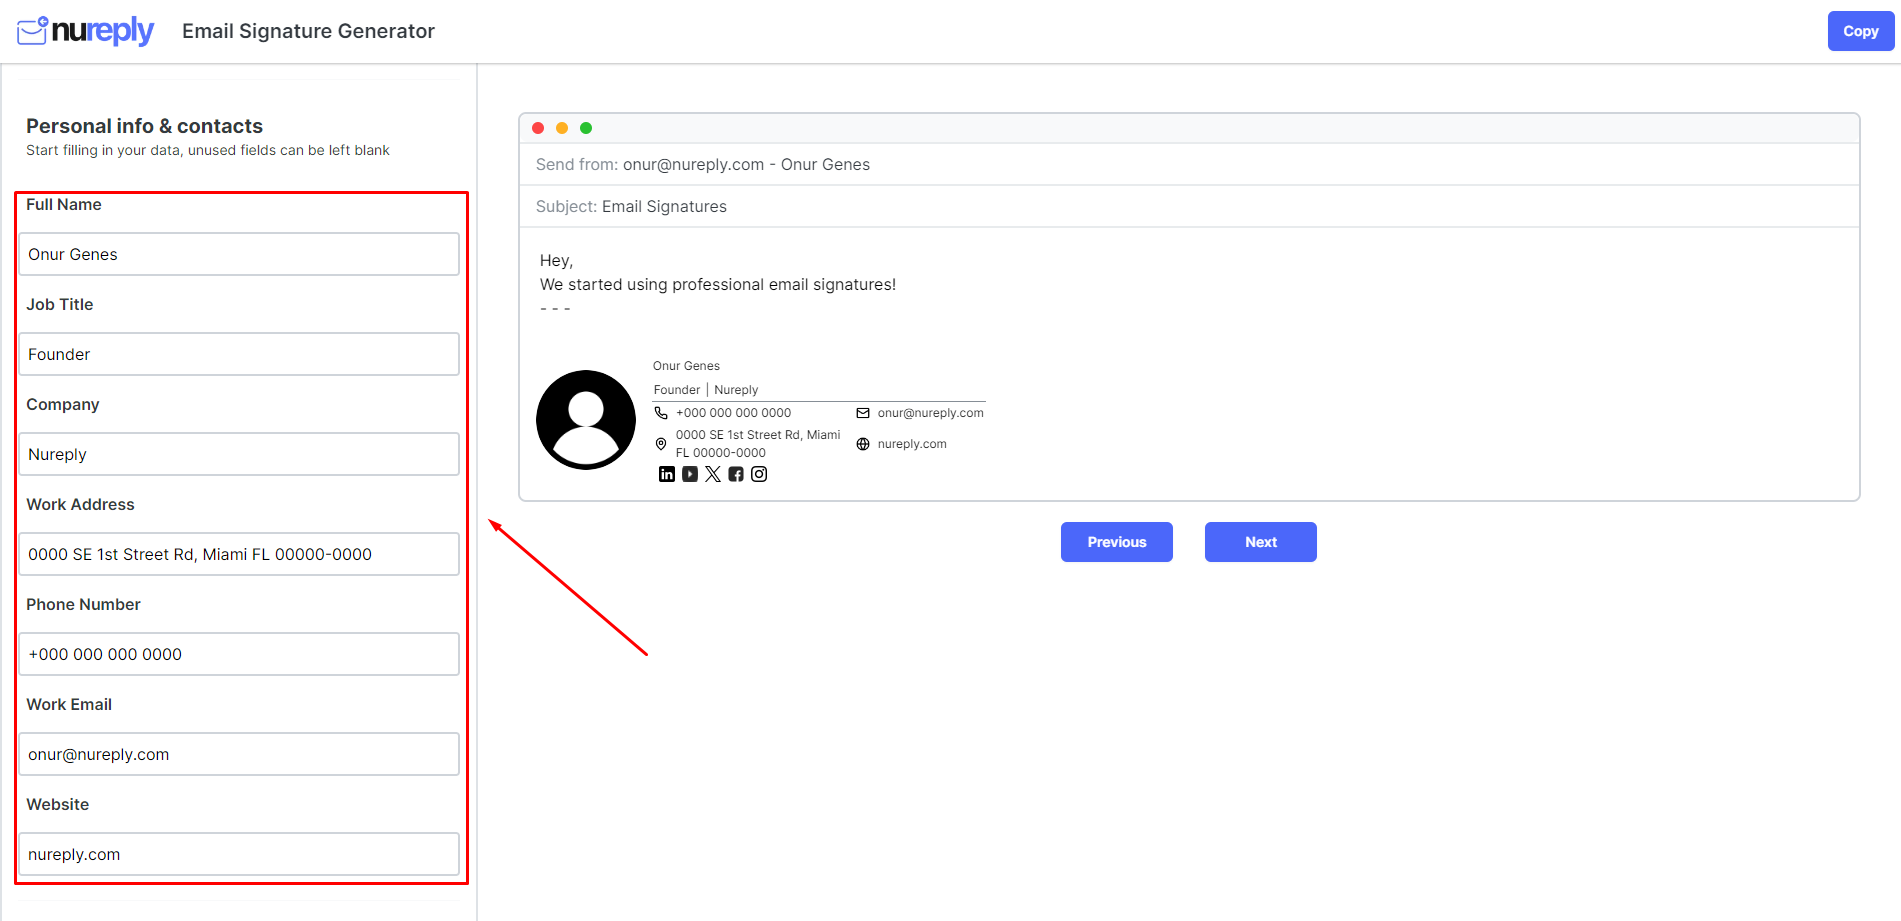 nureply Email Signature Generator Copy
Personal info & contacts
Start filling in your data, unused fields can be left blank
Full Name
Onur Genes
Job Title
Founder
Company
Nureply
Work Address
0000 SE 1st Street Rd, Miami FL 00000-0000
Phone Number
+000 000 000 0000
Work Email
onur@nureply.com
Website
nureply.com
Send from: onur@nureply.com - Onur Genes
Subject: Email Signatures
Hey,
We started using professional email signatures!
- - -
Onur Genes
Founder | Nureply
+000 000 000 0000 onur@nureply.com
0000 SE 1st Street Rd, Miami
FL 00000-0000
nureply.com
Previous Next